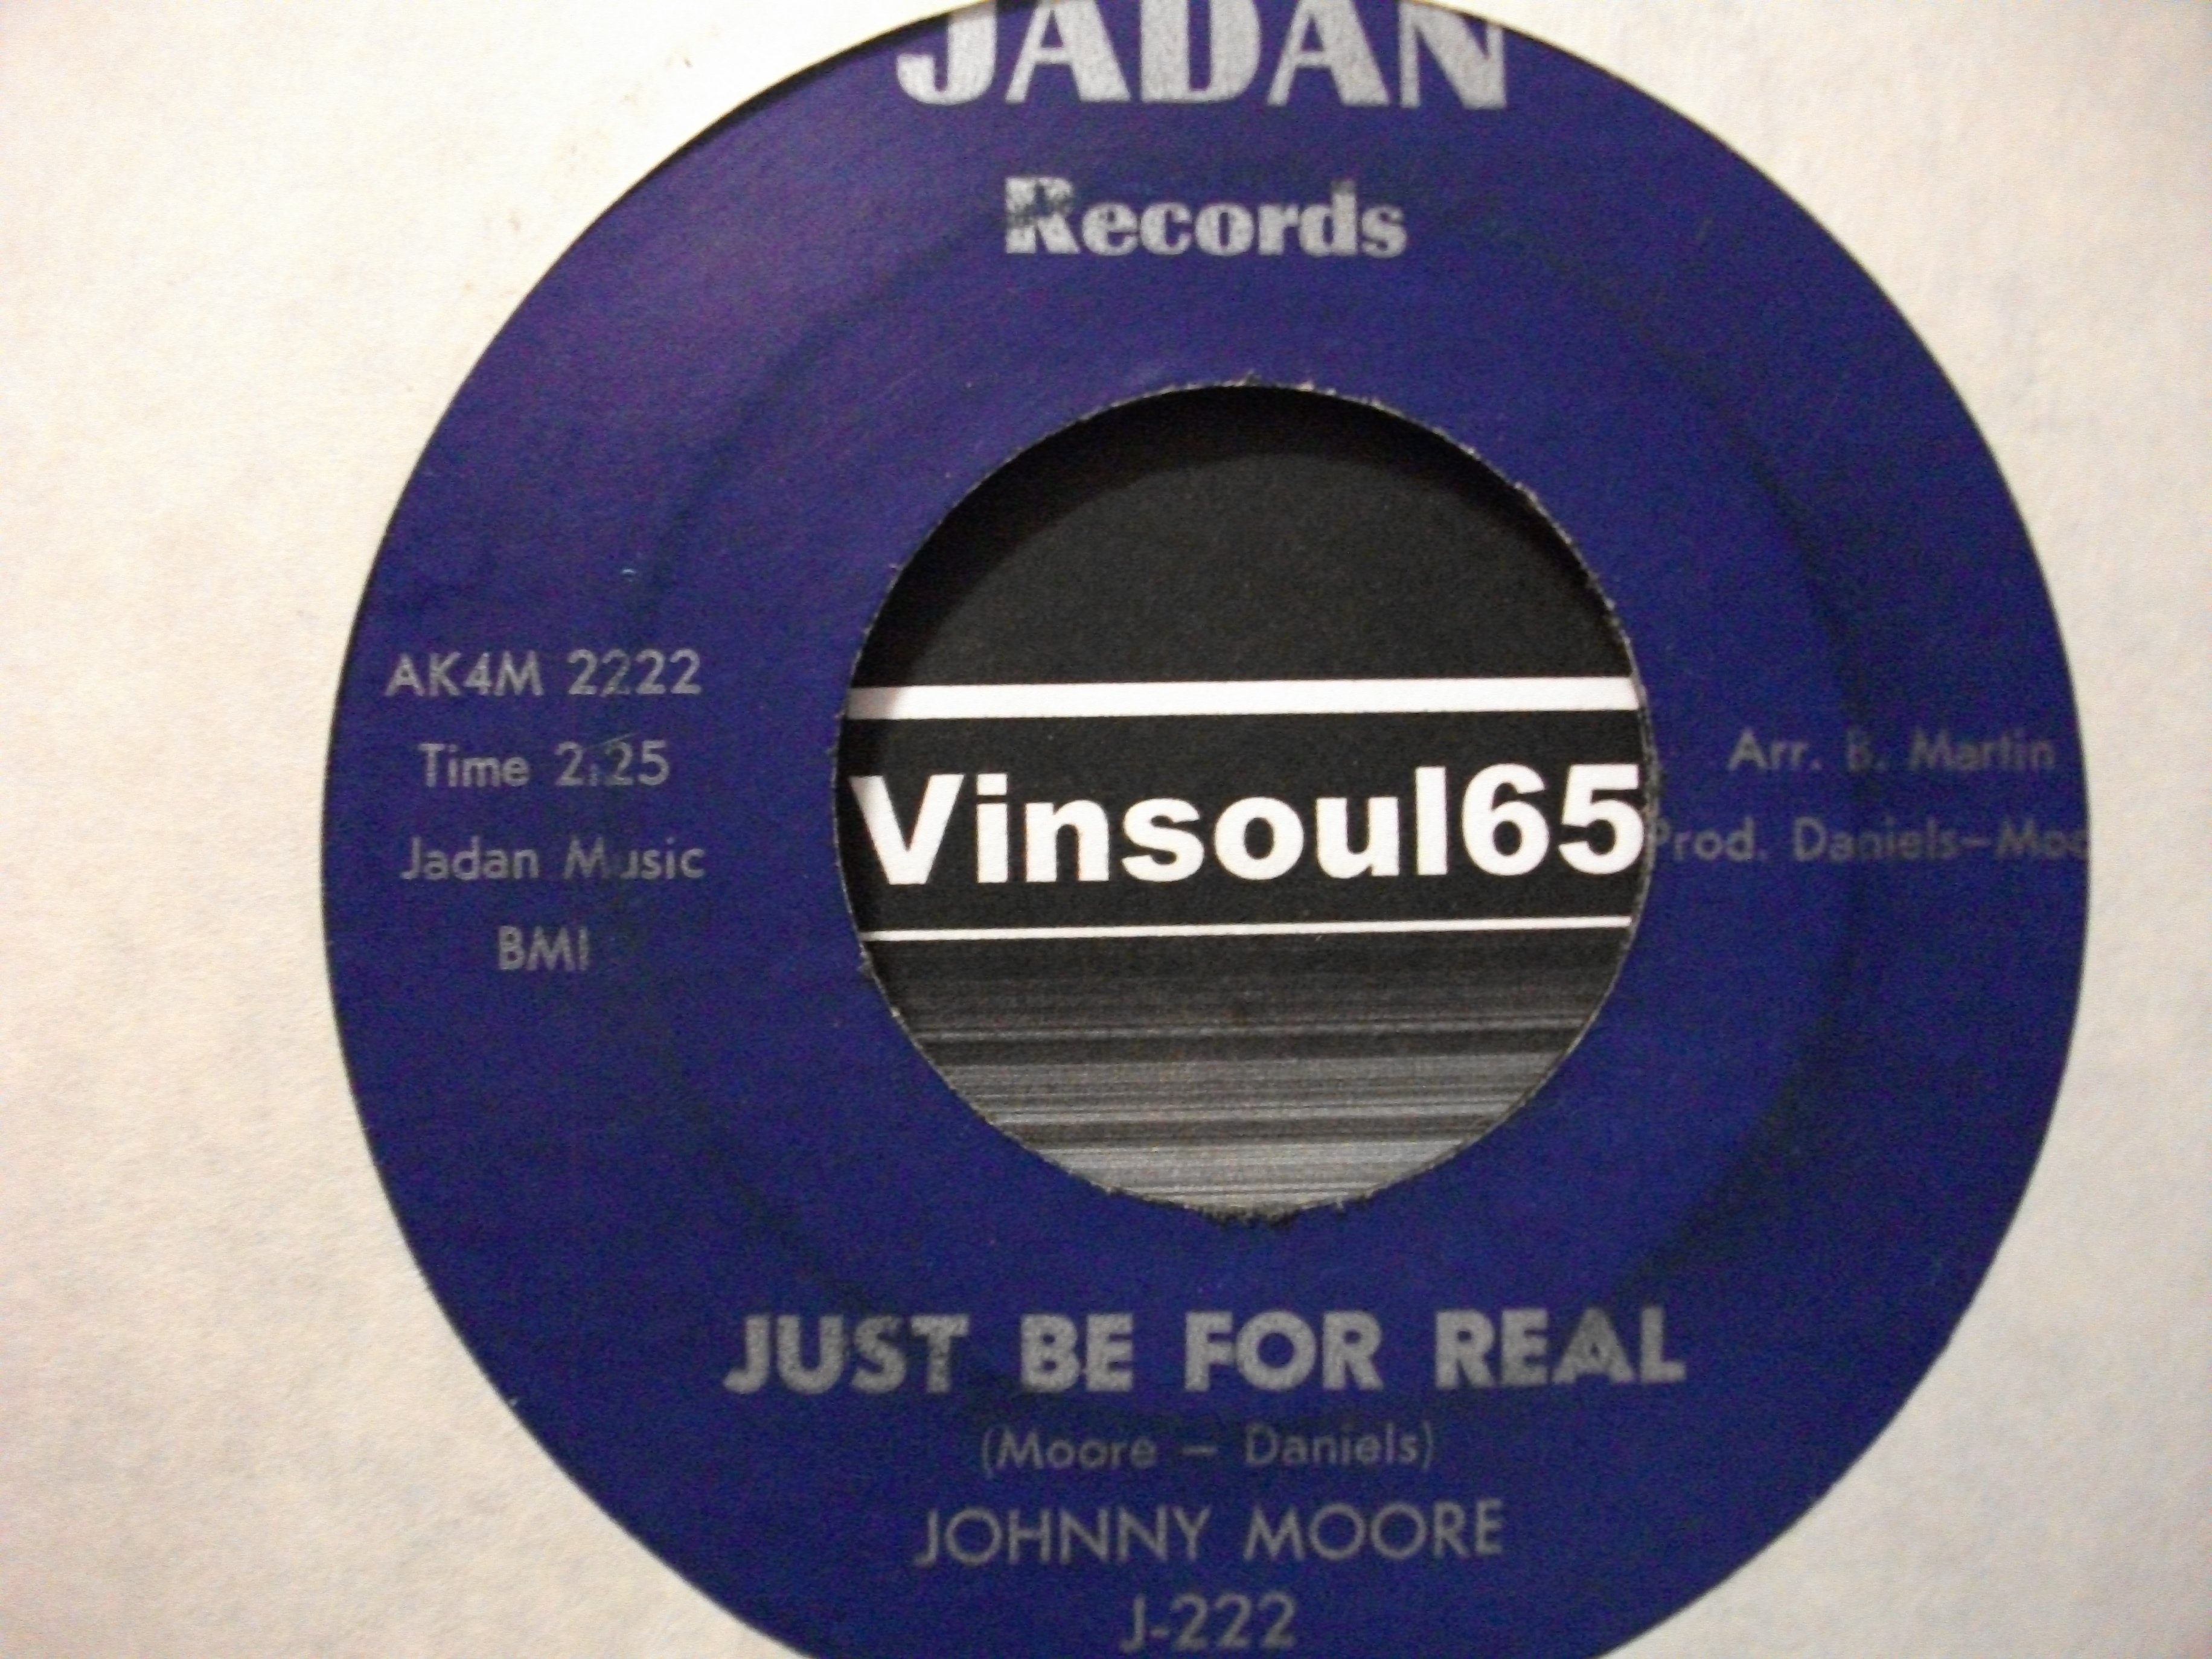 JADAN
Records
AK4M 2222
Time 2:25
Jadan Music
BMI
Vinsoul65
Arr. B. Martin
Prod. Daniels-Moo
JUST BE FOR REAL
(Moore - Daniels)
JOHNNY MOORE
J-222